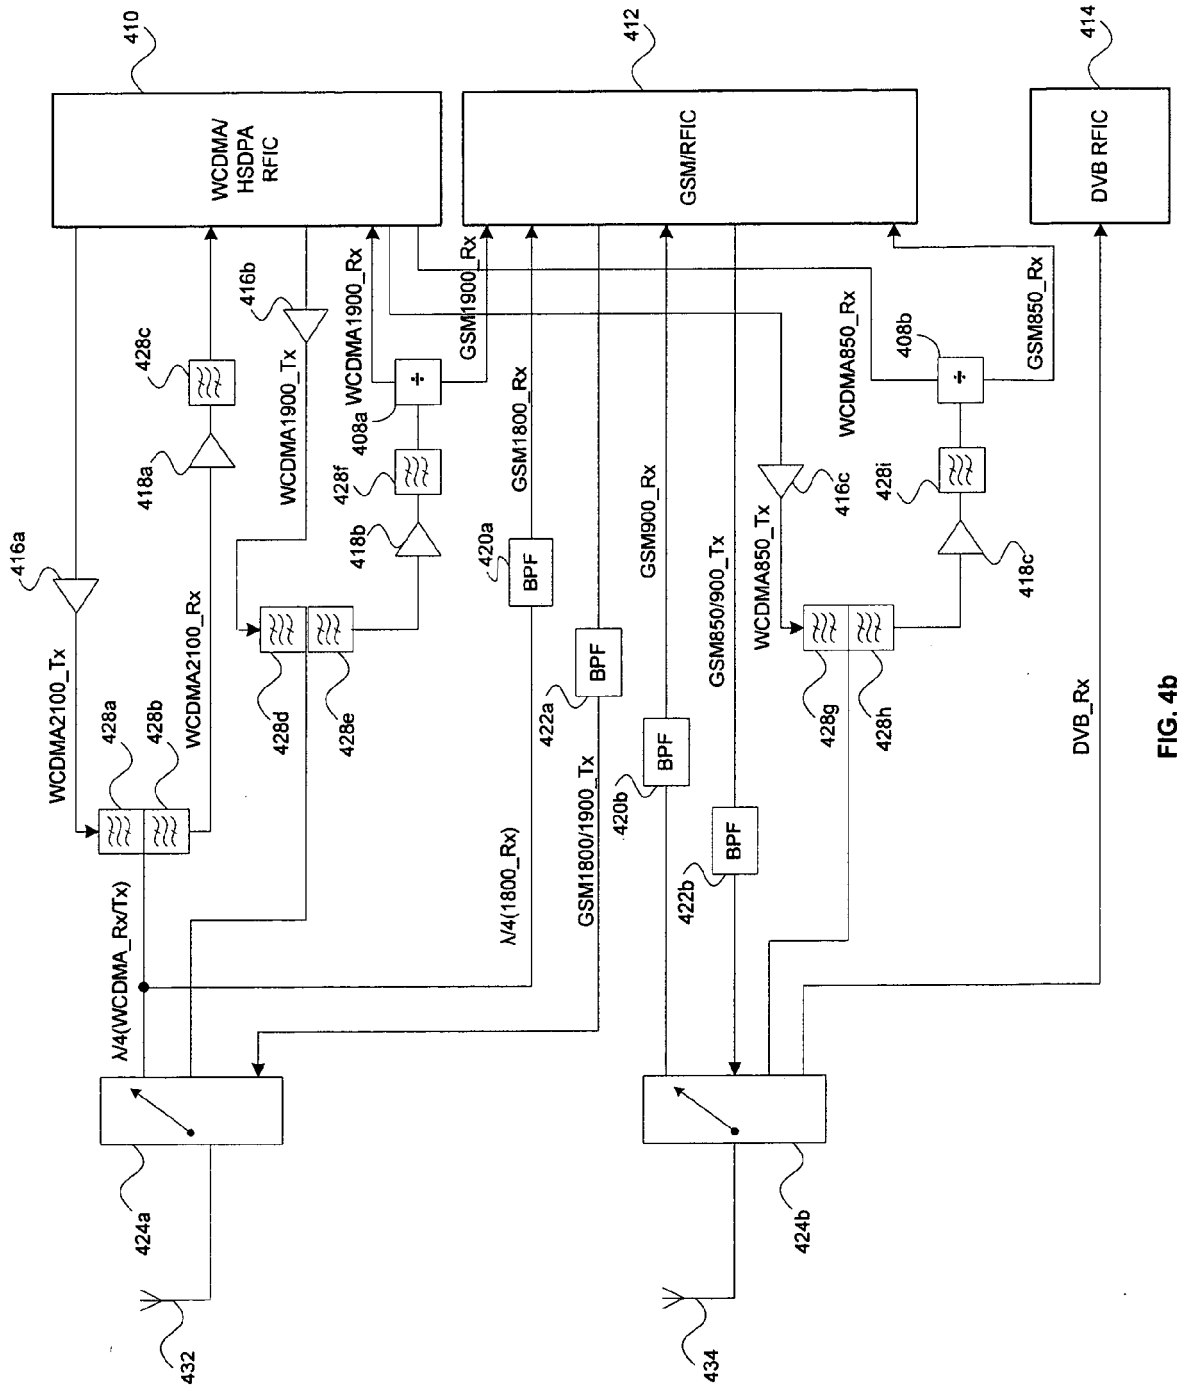 410
412
414
WCDMA/
HSDPA
RFIC
GSM/RFIC
DVB RFIC
416b
428c
WCDMA1900_Rx
GSM1900_Rx
408a
WCDMA850_Rx
408b
GSM850_Rx
418a
WCDMA1900_Tx
428f
GSM1800_Rx
416c
428i
416a
418b
420a
BPF
GSM900_Rx
GSM850/900_Tx
WCDMA850_Tx
418c
WCDMA2100_Tx
WCDMA2100_Rx
428a
428b
428d
428e
BPF
422a
BPF
420b
428g
428h
DVB_Rx
λ/4(WCDMA_Rx/Tx)
λ/4(1800_Rx)
GSM1800/1900_Tx
BPF
422b
424a
424b
432
434
÷
÷
FIG. 4b